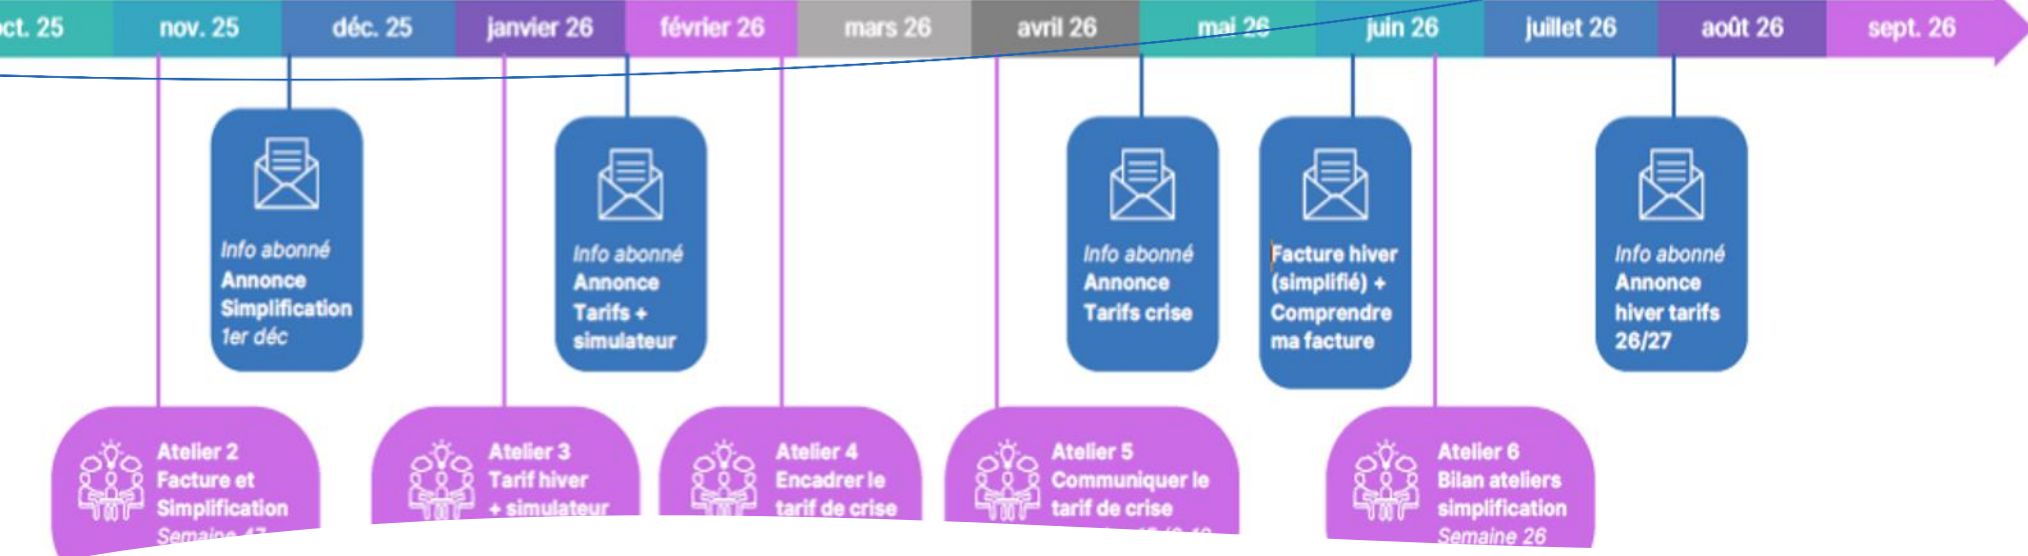 ct. 25
nov. 25
déc. 25
janvier 26
février 26
mars 26
avril 26
mai 26
juin 26
juillet 26
août 26
sept. 26
Info abonné
Annonce
Simplification
1er déc
Info abonné
Annonce
Tarifs +
simulateur
Info abonné
Annonce
Tarifs crise
Facture hiver
(simplifié) +
Comprendre
ma facture
Info abonné
Annonce
hiver tarifs
26/27
Atelier 2
Facture et
Simplification
Semaine 47
Atelier 3
Tarif hiver
+ simulateur
Atelier 4
Encadrer le
tarif de crise
Atelier 5
Communiquer le
tarif de crise
Atelier 6
Bilan ateliers
simplification
Semaine 26